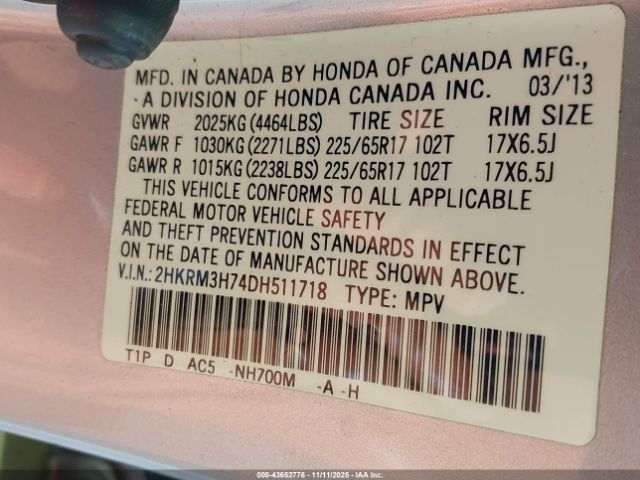 MFD. IN CANADA BY HONDA OF CANADA MFG.,
- A DIVISION OF HONDA CANADA INC. 03/'13
GVWR 2025KG(4464LBS) TIRE SIZE RIM SIZE
GAWR F 1030KG(2271LBS) 225/65R17 102T 17X6.5J
GAWR R 1015KG(2238LBS) 225/65R17 102T 17X6.5J
THIS VEHICLE CONFORMS TO ALL APPLICABLE
FEDERAL MOTOR VEHICLE SAFETY
AND THEFT PREVENTION STANDARDS IN EFFECT
ON THE DATE OF MANUFACTURE SHOWN ABOVE.
V.I.N.: 2HKRM3H74DH511718 TYPE: MPV
T1P D AC5 -NH700M -A -H
000-43652776 - 11/11/2025 - IAA Inc.